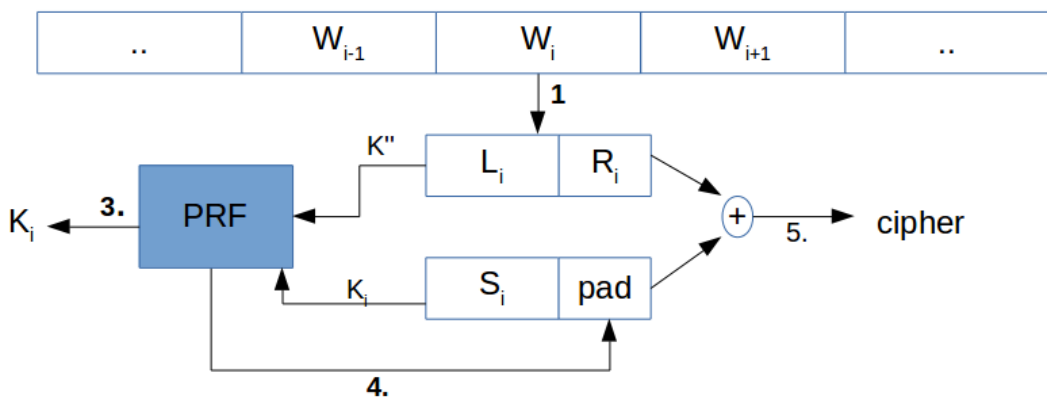 .. W_{i-1} W_i W_{i+1} ..
1
K"
L_i R_i
3.
PRF
K_i
+
5.
cipher
K_i
S_i pad
4.